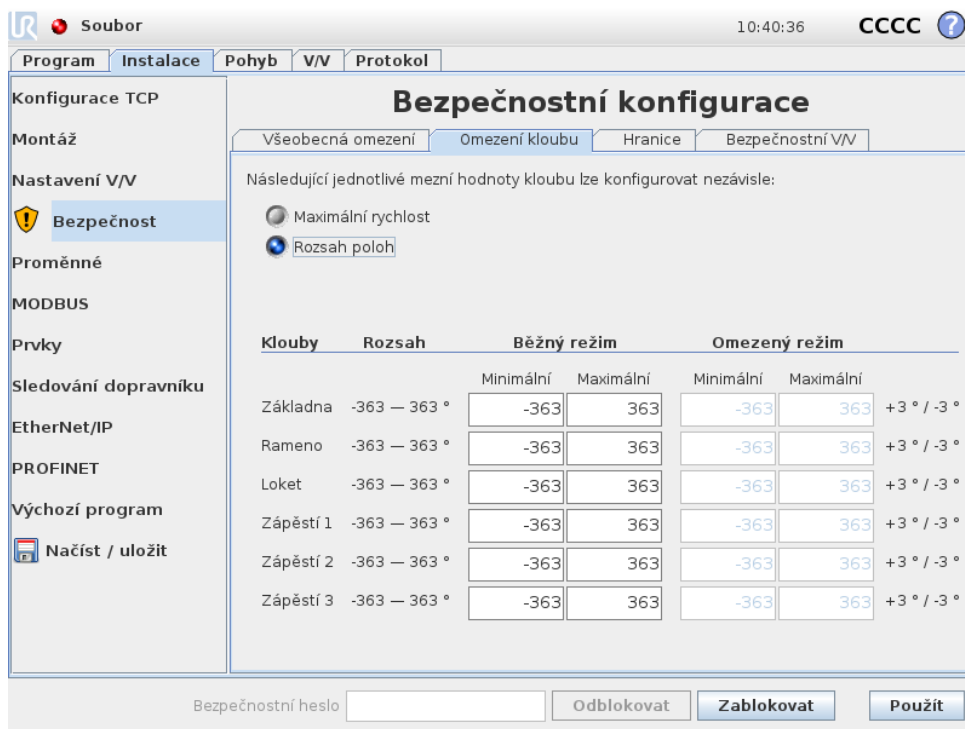 UR Soubor 10:40:36 CCCC ?
Program Instalace Pohyb V/V Protokol
Konfigurace TCP
Montáž
Nastavení V/V
Bezpečnost
Proměnné
MODBUS
Prvky
Sledování dopravníku
EtherNet/IP
PROFINET
Výchozí program
Načíst / uložit
Bezpečnostní konfigurace
Všeobecná omezení Omezení kloubu Hranice Bezpečnostní V/V
Následující jednotlivé mezní hodnoty kloubu lze konfigurovat nezávisle:
Maximální rychlost
Rozsah poloh
Klouby Rozsah Běžný režim Omezený režim
Minimální Maximální Minimální Maximální
Základna -363 — 363 ° -363 363 -363 363 +3 ° / -3 °
Rameno -363 — 363 ° -363 363 -363 363 +3 ° / -3 °
Loket -363 — 363 ° -363 363 -363 363 +3 ° / -3 °
Zápěstí 1 -363 — 363 ° -363 363 -363 363 +3 ° / -3 °
Zápěstí 2 -363 — 363 ° -363 363 -363 363 +3 ° / -3 °
Zápěstí 3 -363 — 363 ° -363 363 -363 363 +3 ° / -3 °
Bezpečnostní heslo Odblokovat Zablokovat Použít